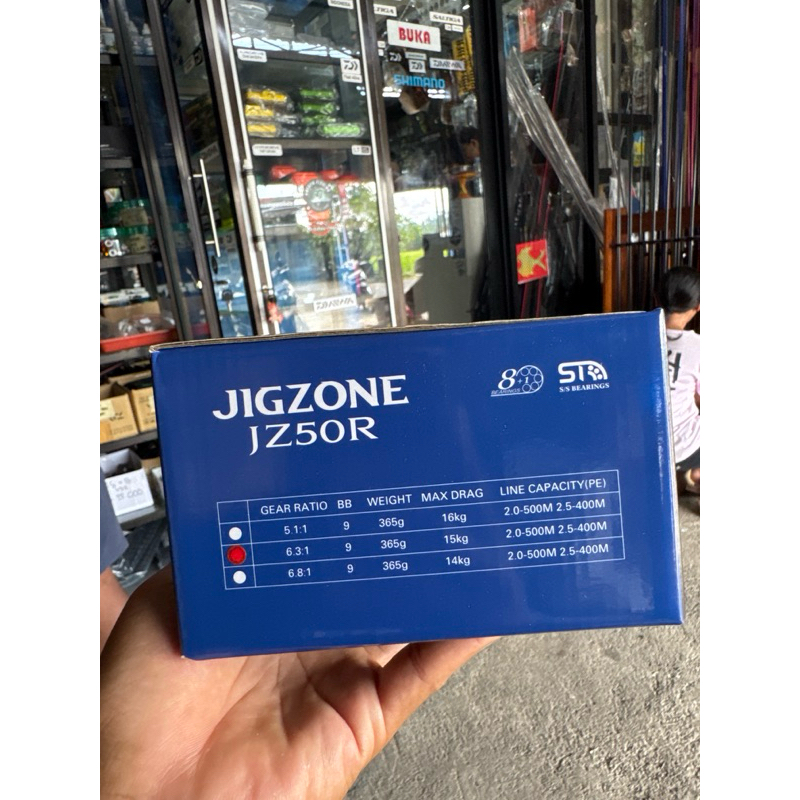 BUKA
SHIMANO
JIGZONE
JZ50R
8+1
BEARINGS
S/S BEARINGS
GEAR RATIO BB WEIGHT MAX DRAG LINE CAPACITY(PE)
5.1:1 9 365g 16kg 2.0-500M 2.5-400M
6.3:1 9 365g 15kg 2.0-500M 2.5-400M
6.8:1 9 365g 14kg 2.0-500M 2.5-400M